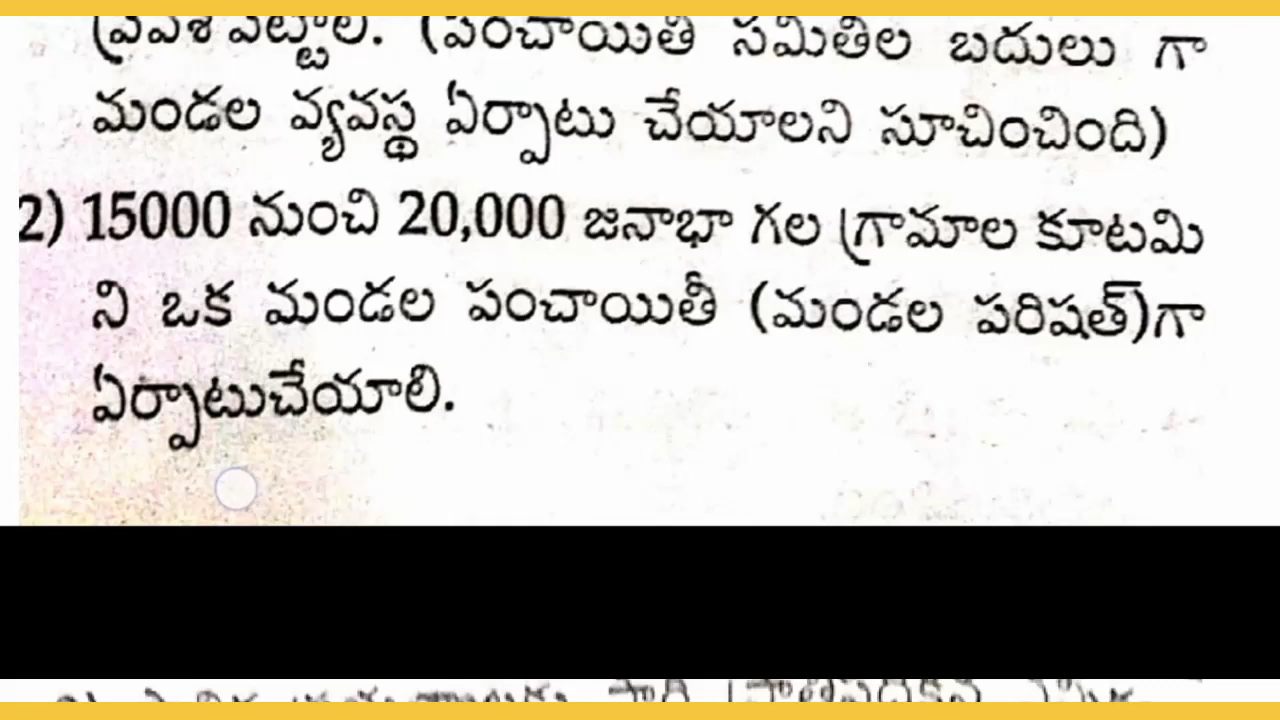 ప్రవేశ పెట్టాలి. (పంచాయితీ సమితీల బదులు గా
మండల వ్యవస్థ ఏర్పాటు చేయాలని సూచించింది)
2) 15000 నుంచి 20,000 జనాభా గల గ్రామాల కూటమి
ని ఒక మండల పంచాయితీ (మండల పరిషత్)గా
ఏర్పాటుచేయాలి.